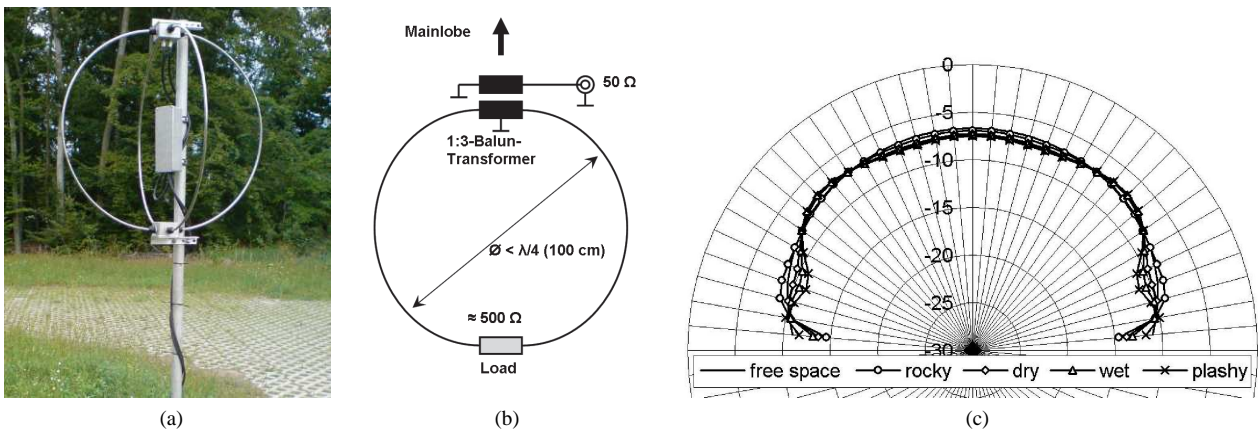 Mainlobe
50 Ω
1:3-Balun-
Transformer
Ø < λ/4 (100 cm)
≈ 500 Ω
Load
0
-5
-10
-15
-20
-25
-30
free space rocky dry wet plashy
(a) (b) (c)